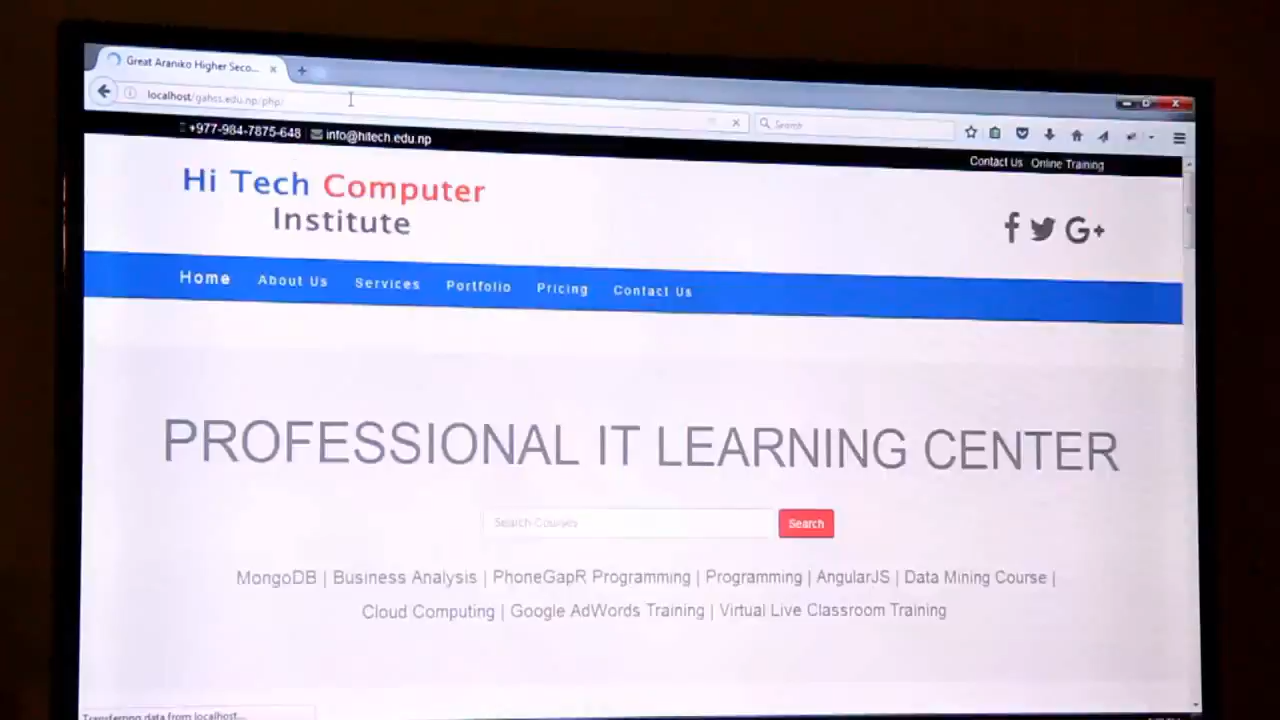 Great Araniko Higher Seco...
localhost/gahcs.edu.np/php/
Search
+977-984-7875-648 info@hitech.edu.np
Contact Us Online Training
Hi Tech Computer
Institute
Home About Us Services Portfolio Pricing Contact Us
PROFESSIONAL IT LEARNING CENTER
Search Courses Search
MongoDB | Business Analysis | PhoneGapR Programming | Programming | AngularJS | Data Mining Course |
Cloud Computing | Google AdWords Training | Virtual Live Classroom Training
Transferring data from localhost...